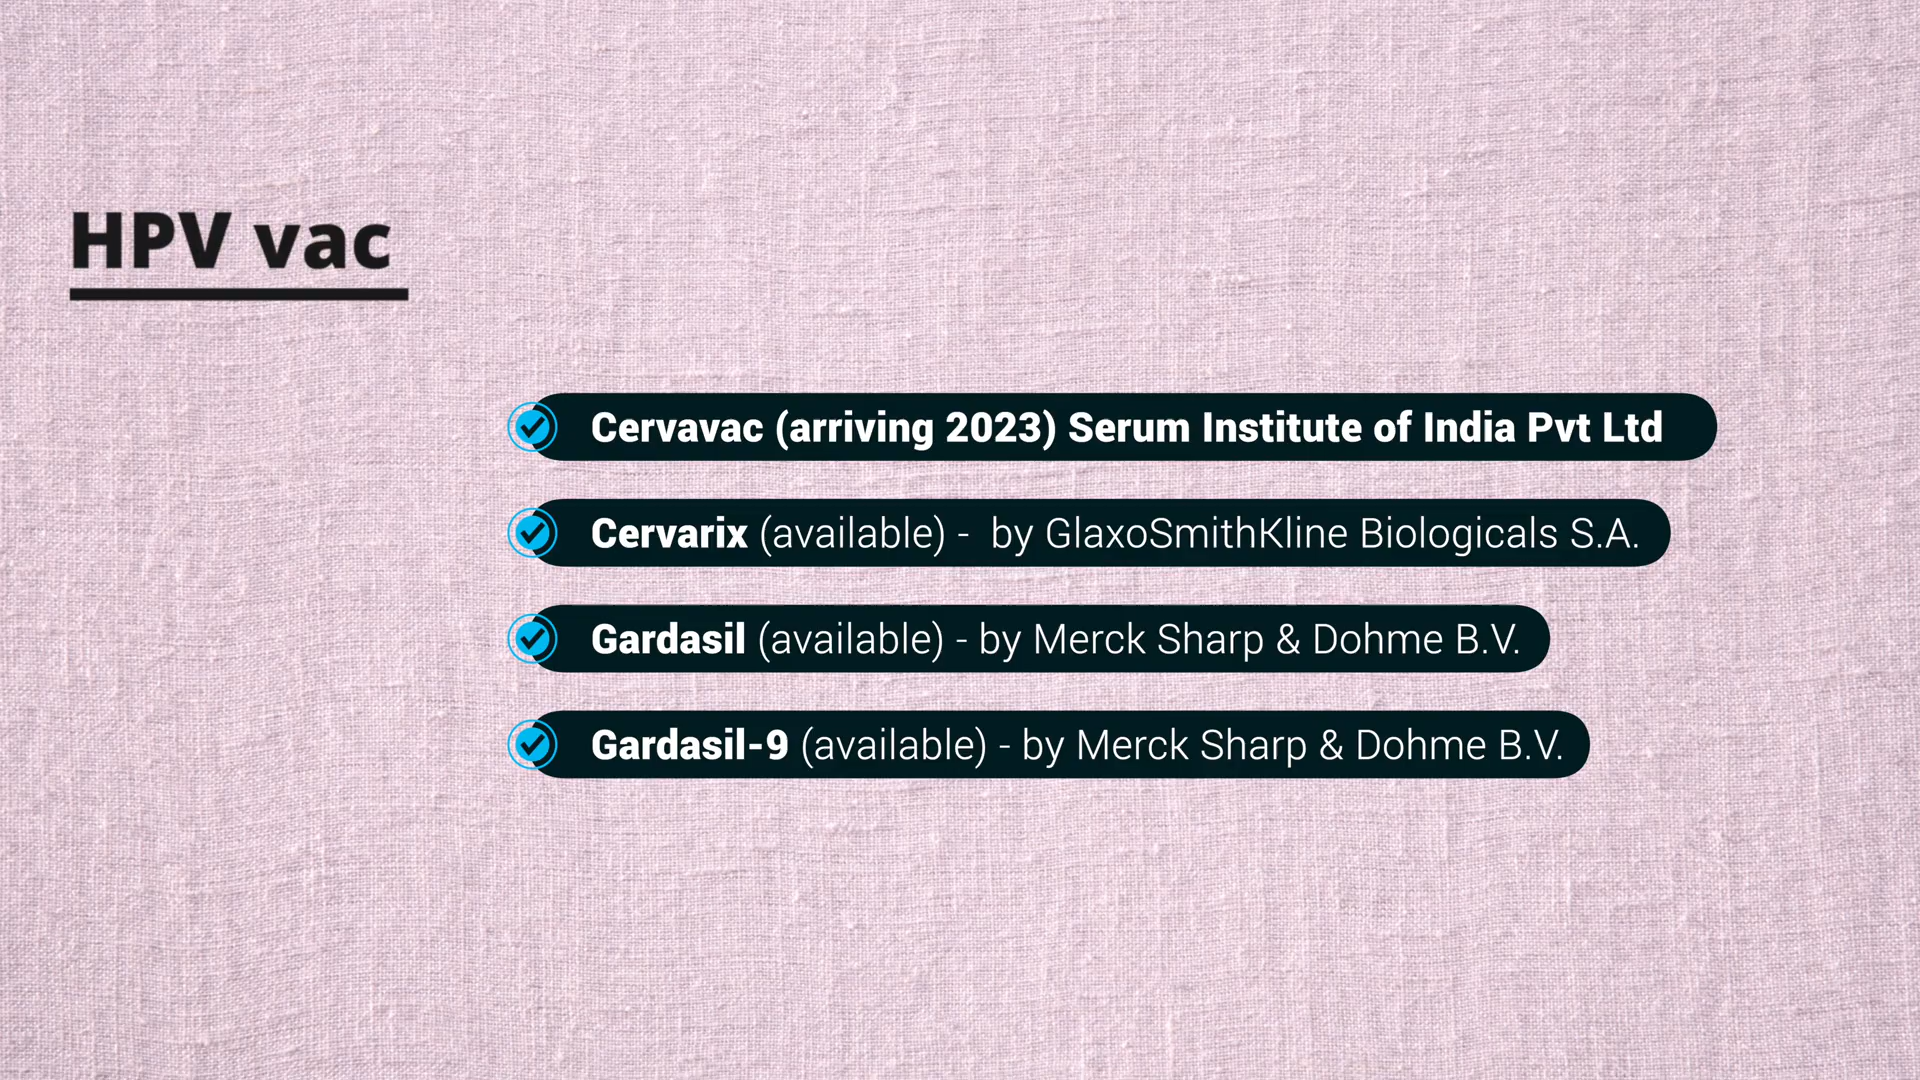 HPV vac
Cervavac (arriving 2023) Serum Institute of India Pvt Ltd
Cervarix (available) -  by GlaxoSmithKline Biologicals S.A.
Gardasil (available) - by Merck Sharp & Dohme B.V.
Gardasil-9 (available) - by Merck Sharp & Dohme B.V.